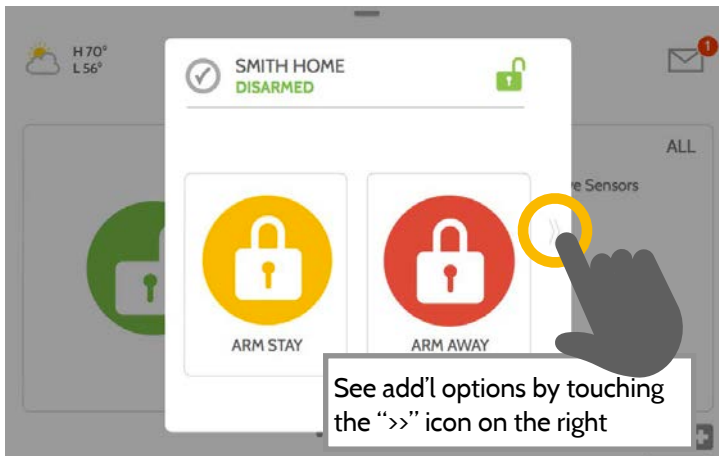 H 70°
L 56°
SMITH HOME
DISARMED
1
ALL
e Sensors
ARM STAY
ARM AWAY
See add’l options by touching
the “>>” icon on the right